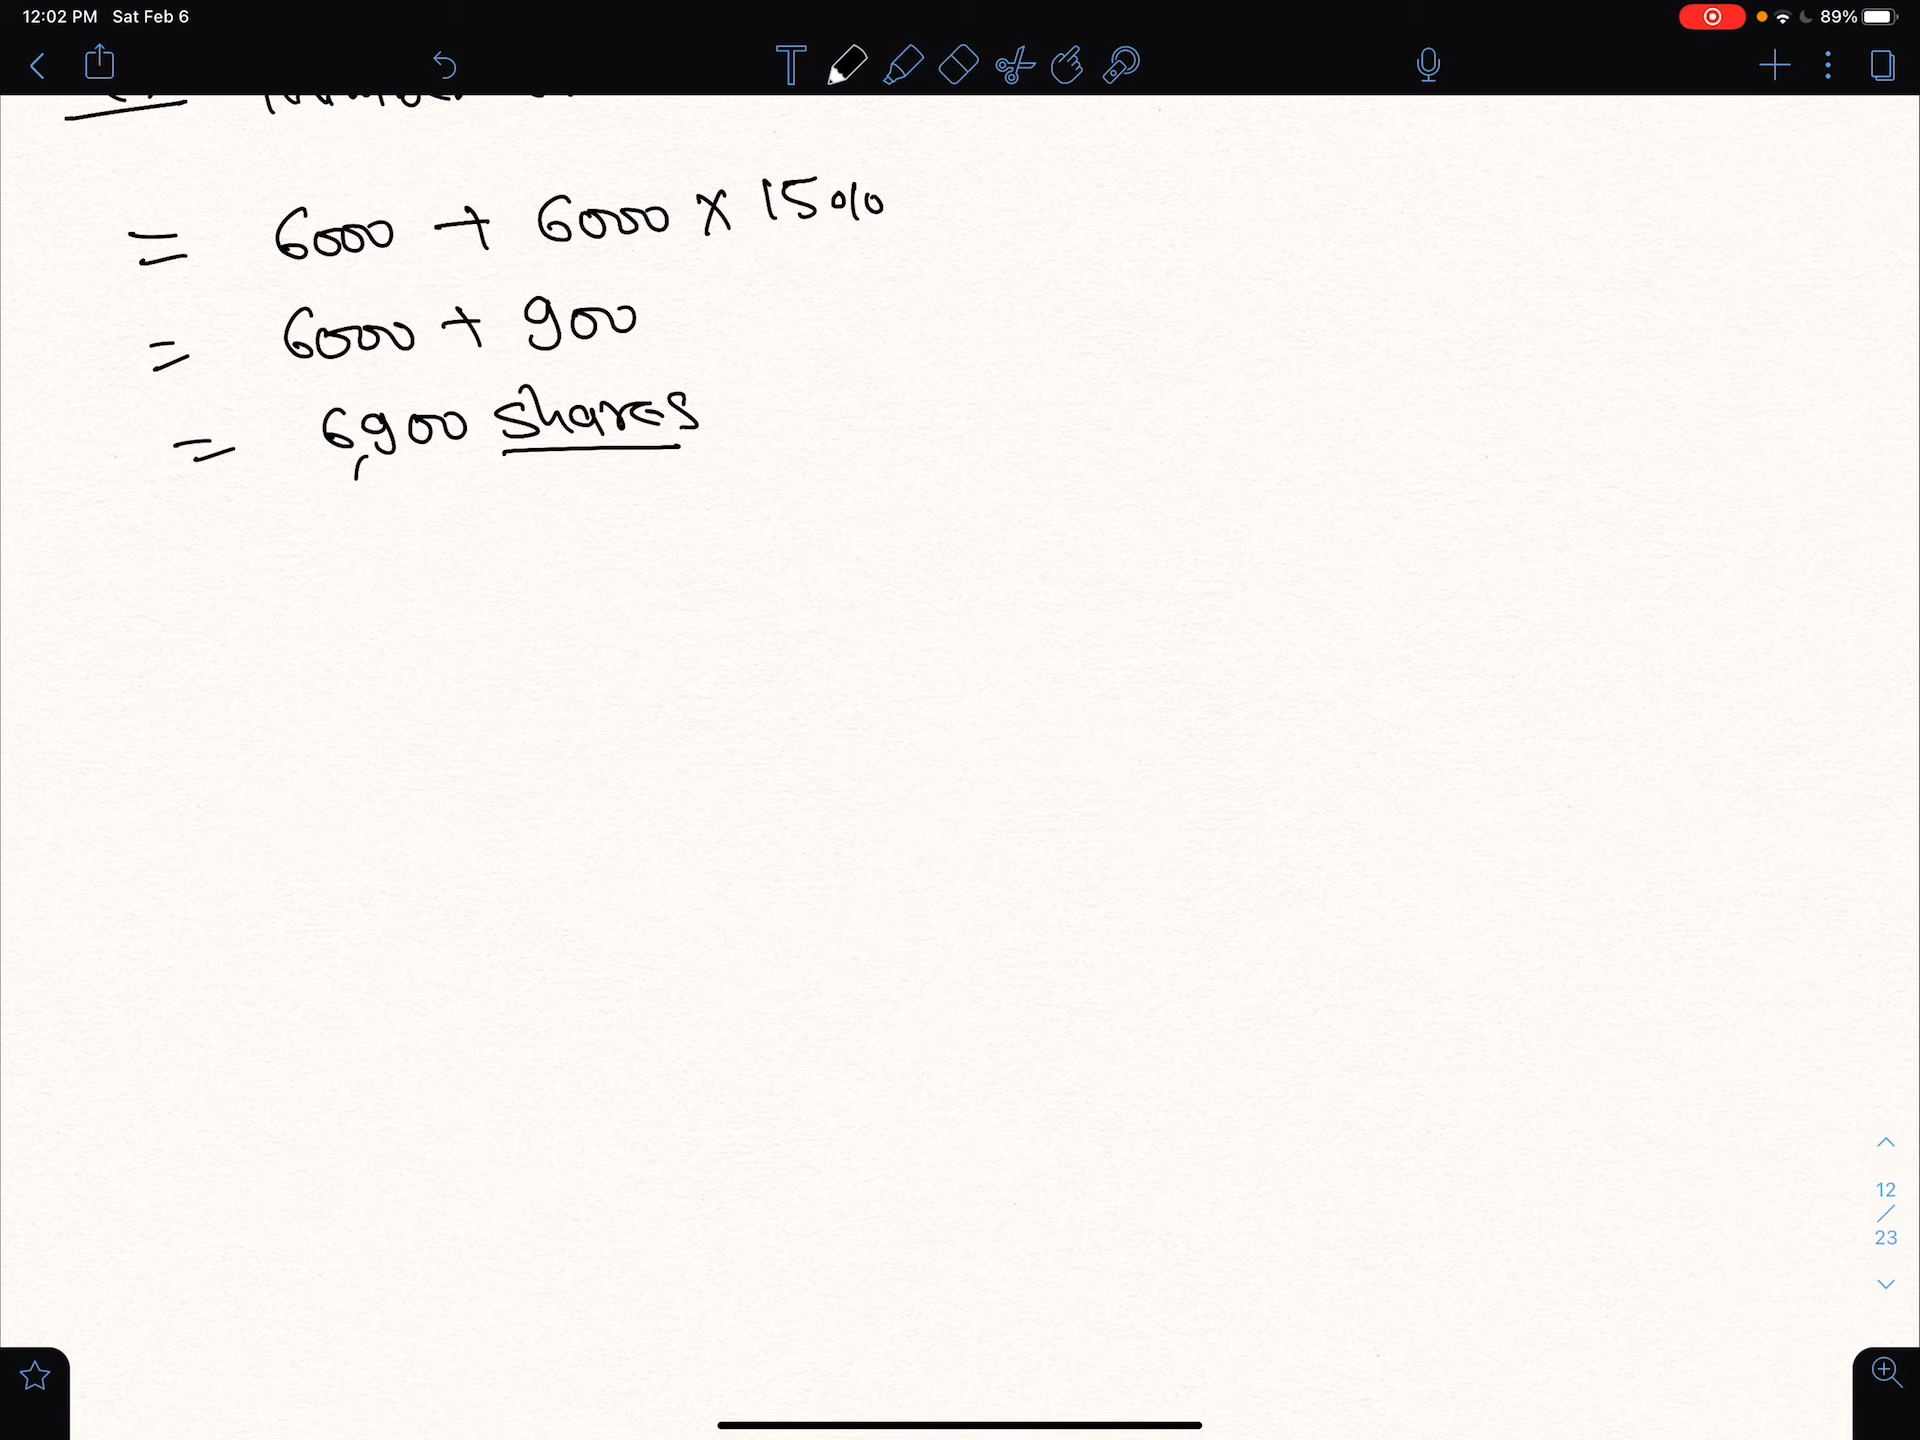 12:02 PM Sat Feb 6
89%
= 6000 + 6000 × 15%
= 6000 + 900
= 6,900 shares
12
/
23